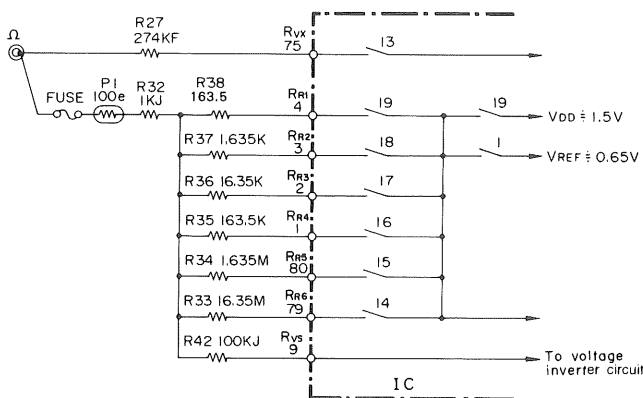 R27
274KF
Ω
RVX
75
13
FUSE
P1
100e
R32
1KJ
R38
163.5
RR1
4
19
19
VDD ≑ 1.5V
R37 1.635K
RR2
3
18
1
VREF ≑ 0.65V
R36 16.35K
RR3
2
17
R35 163.5K
RR4
1
16
R34 1.635M
RR5
80
15
R33 16.35M
RR6
79
14
R42 100KJ
RVS
9
To voltage
inverter circuit
IC